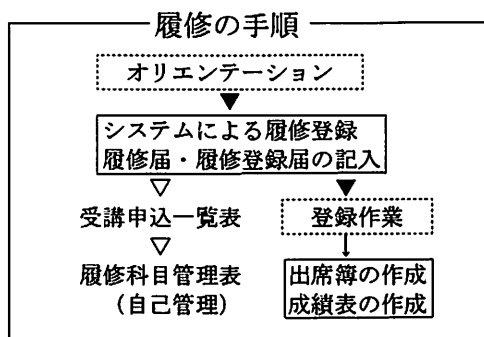 履修の手順
オリエンテーション
システムによる履修登録
履修届・履修登録届の記入
受講申込一覧表
登録作業
履修科目管理表
(自己管理)
出席簿の作成
成績表の作成